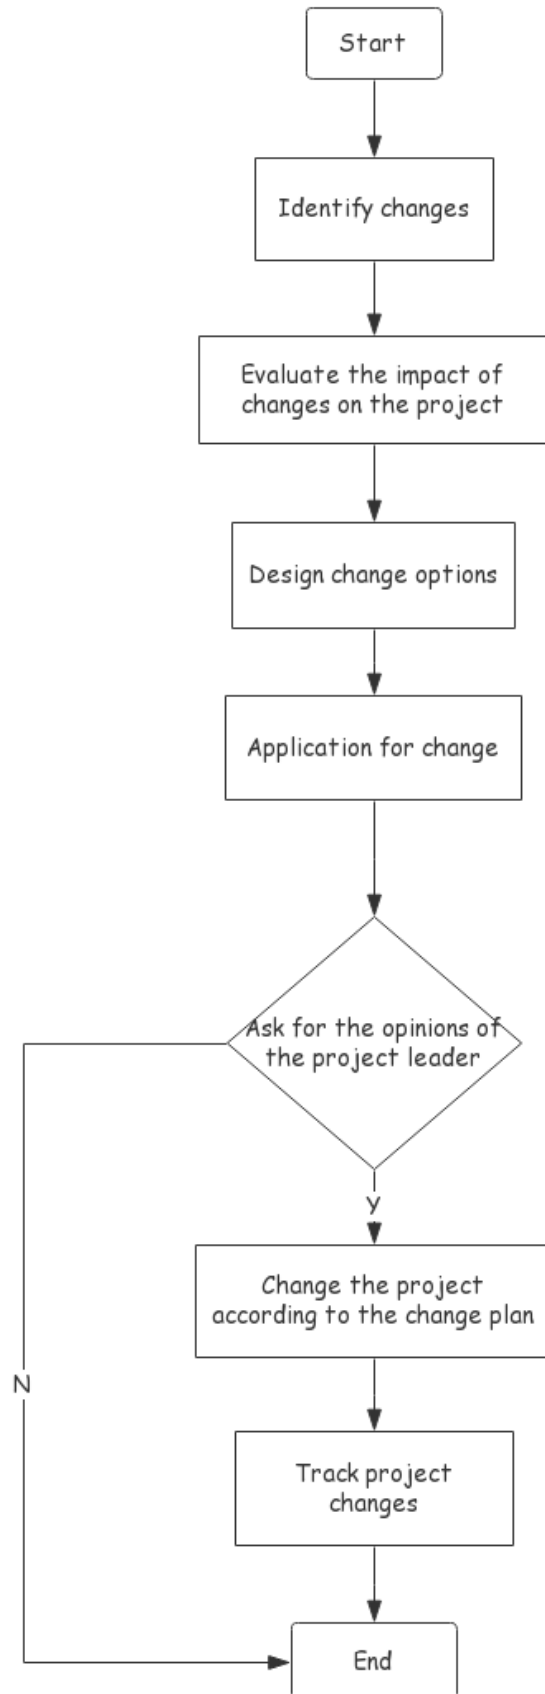 Start
Identify changes
Evaluate the impact of
changes on the project
Design change options
Application for change
Ask for the opinions of
the project leader
Y
Change the project
according to the change plan
N
Track project
changes
End